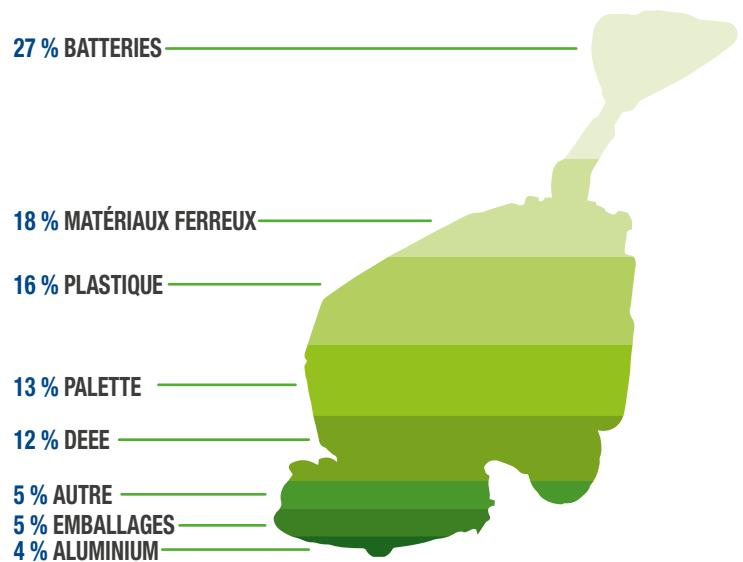 27 % BATTERIES
18 % MATÉRIAUX FERREUX
16 % PLASTIQUE
13 % PALETTE
12 % DEEE
5 % AUTRE
5 % EMBALLAGES
4 % ALUMINIUM